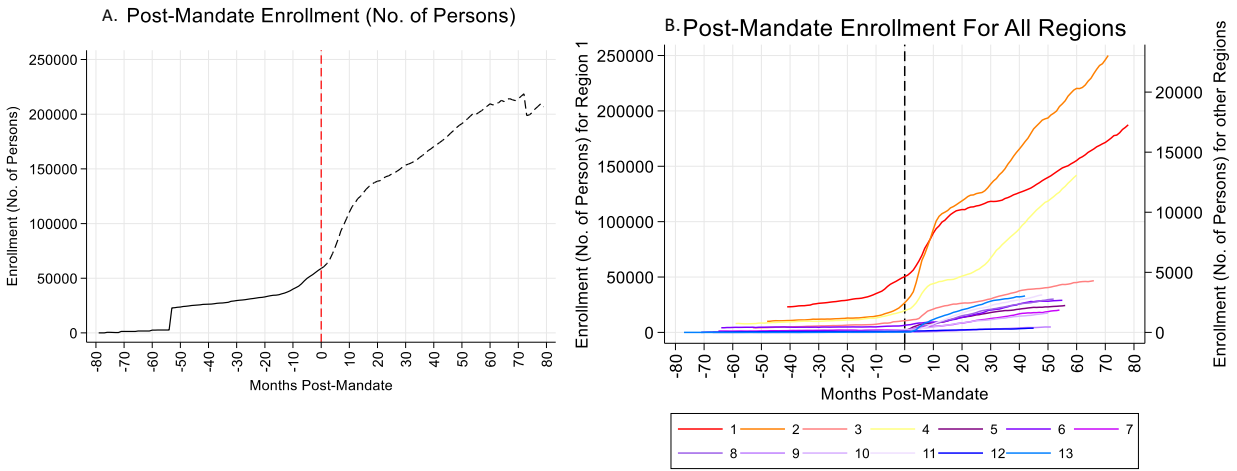 A. Post-Mandate Enrollment (No. of Persons)
Enrollment (No. of Persons)
250000
200000
150000
100000
50000
0
-80 -70 -60 -50 -40 -30 -20 -10 0 10 20 30 40 50 60 70 80
Months Post-Mandate
B. Post-Mandate Enrollment For All Regions
Enrollment (No. of Persons) for Region 1
250000
200000
150000
100000
50000
0
20000
15000
10000
5000
0
Enrollment (No. of Persons) for other Regions
-80 -70 -60 -50 -40 -30 -20 -10 0 10 20 30 40 50 60 70 80
Months Post-Mandate
1 2 3 4 5 6 7
8 9 10 11 12 13